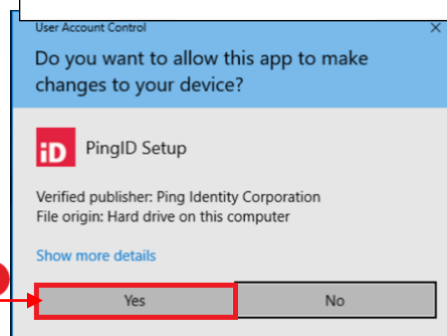 User Account Control
Do you want to allow this app to make
changes to your device?
iD PingID Setup
Verified publisher: Ping Identity Corporation
File origin: Hard drive on this computer
Show more details
Yes No